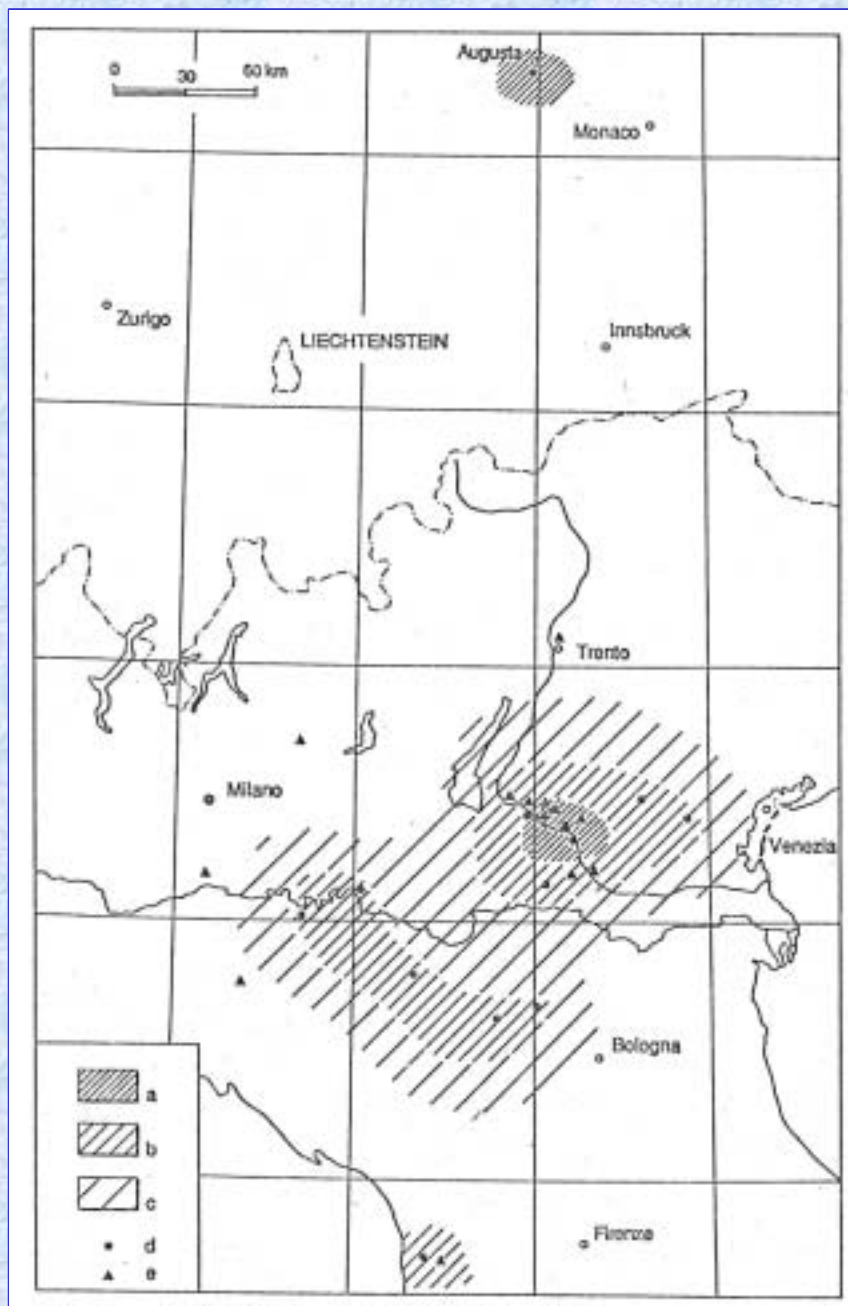 Augusta
0 30 60 km
Monaco
Zurigo
LIECHTENSTEIN
Innsbruck
Trento
Milano
Venezia
Bologna
a
b
c
d
e
Firenze